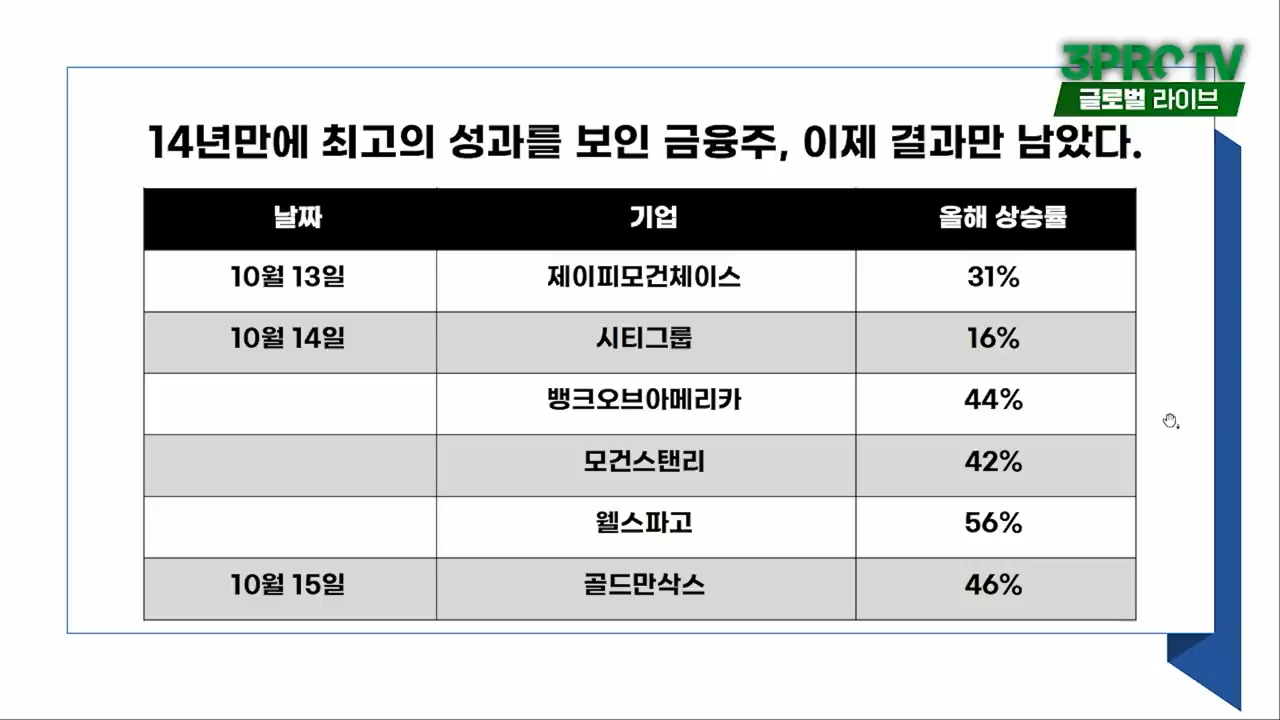 3PRO TV
글로벌 라이브
14년만에 최고의 성과를 보인 금융주, 이제 결과만 남았다.
날짜 기업 올해 상승률
10월 13일 제이피모건체이스 31%
10월 14일 시티그룹 16%
뱅크오브아메리카 44%
모건스탠리 42%
웰스파고 56%
10월 15일 골드만삭스 46%